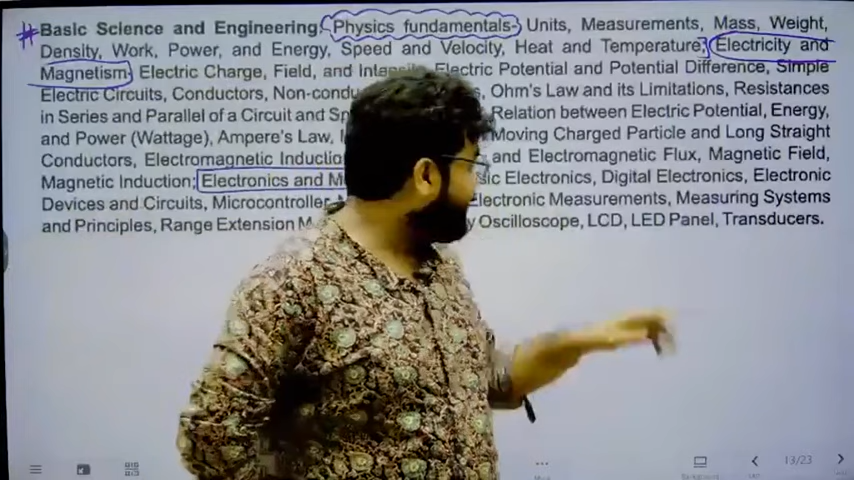 Basic Science and Engineering: Physics fundamentals- Units, Measurements, Mass, Weight,
Density, Work, Power, and Energy, Speed and Velocity, Heat and Temperature; Electricity and
Magnetism- Electric Charge, Field, and Electric Potential and Potential Difference, Simple
Electric Circuits, Conductors, Ohm's Law and its Limitations, Resistances
in Series and Parallel of a Circuit and Relation between Electric Potential, Energy,
and Power (Wattage), Ampere's Law, Moving Charged Particle and Long Straight
Conductors, Electromagnetic Induction and Electromagnetic Flux, Magnetic Field,
Magnetic Induction; Electronics and Electronics, Digital Electronics, Electronic
Devices and Circuits, Microcontroller Electronic Measurements, Measuring Systems
and Principles, Range Extension Oscilloscope, LCD, LED Panel, Transducers.
13/23